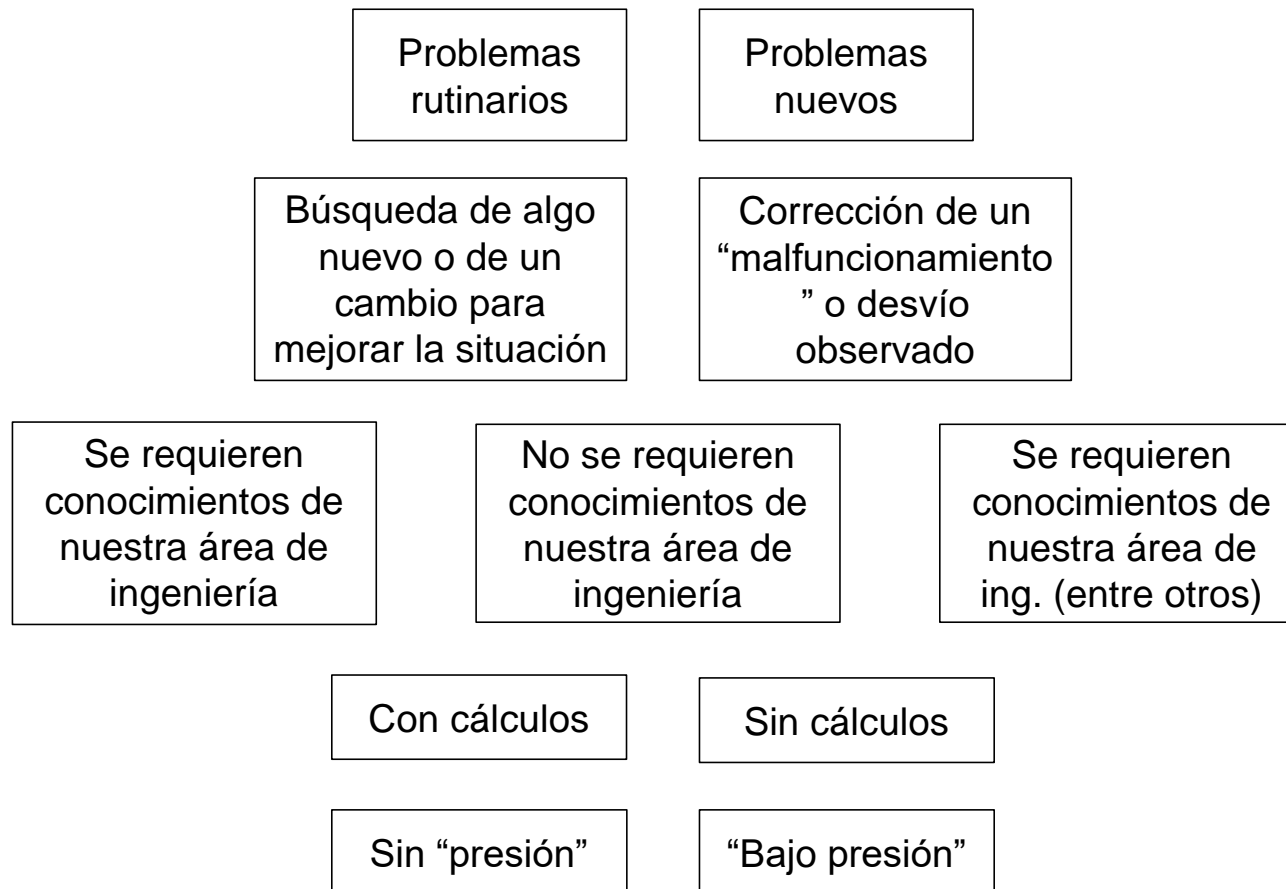 Problemas
rutinarios
Problemas
nuevos
Búsqueda de algo
nuevo o de un
cambio para
mejorar la situación
Corrección de un
“malfuncionamiento
” o desvío
observado
Se requieren
conocimientos de
nuestra área de
ingeniería
No se requieren
conocimientos de
nuestra área de
ingeniería
Se requieren
conocimientos de
nuestra área de
ing. (entre otros)
Con cálculos
Sin cálculos
Sin “presión”
“Bajo presión”